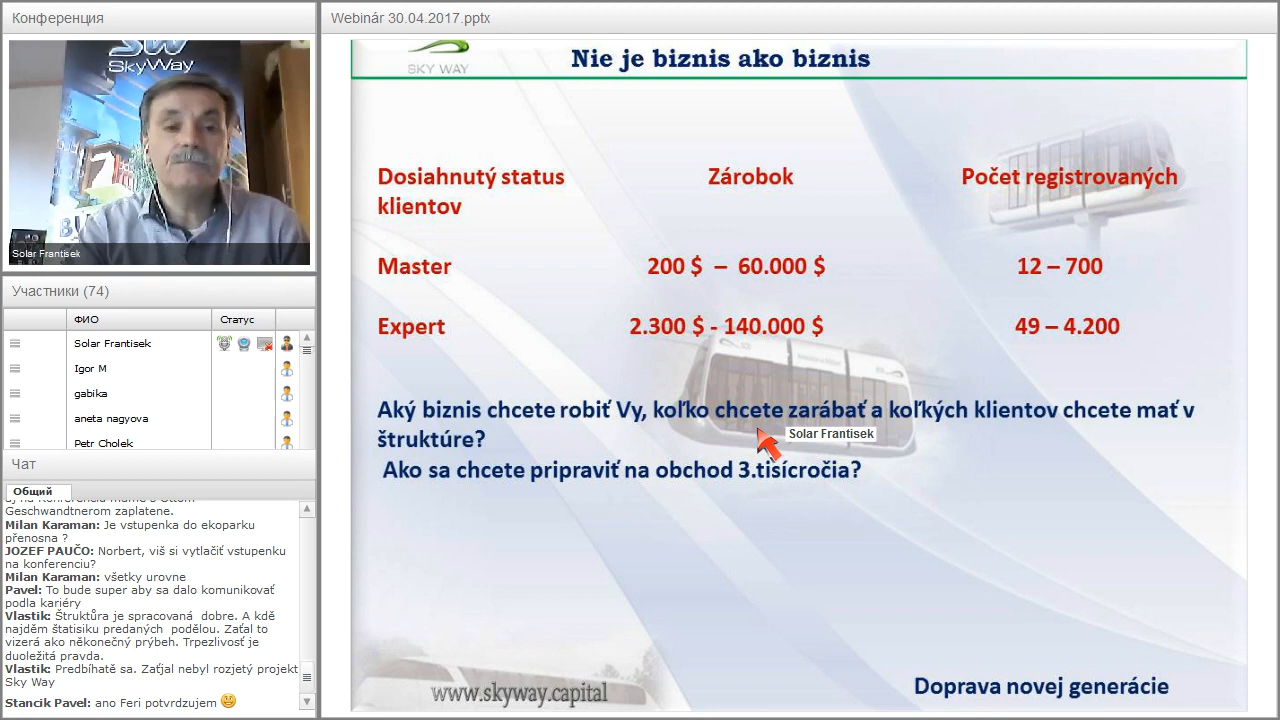 Конференция
SW
SkyWay
Solar Frantisek
Участники (74)
ФИО
Статус
Solar Frantisek
Igor M
gabika
aneta nagyova
Petr Cholek
Чат
Общий
Geschwandtnerom zaplatene.
Milan Karaman: Je vstupenka do ekoparku
přenosna ?
JOZEF PAUČO: Norbert, viš si vytlačiť vstupenku
na konferenciu?
Milan Karaman: všetky urovne
Pavel: To bude super aby sa dalo komunikovať
podla kariéry
Vlastik: Štruktůra je spracovaná dobre. A kdě
najděm štatisiku predaných podělou. Zaťal to
vizerá ako někonečný prýbeh. Trpezlivosť je
duoležitá pravda.
Vlastik: Predbíhatě sa. Zaťjal nebyl rozjetý projekt
Sky Way
Stancik Pavel: ano Feri potvrdzujem
Webinár 30.04.2017.pptx
SKY WAY
Nie je biznis ako biznis
Dosiahnutý status Zárobok Počet registrovaných
klientov
Master 200 $ – 60.000 $ 12 – 700
Expert 2.300 $ - 140.000 $ 49 – 4.200
Aký biznis chcete robiť Vy, koľko chcete zarábať a koľkých klientov chcete mať v
štruktúre?
Solar Frantisek
Ako sa chcete pripraviť na obchod 3.tisícročia?
www.skyway.capital
Doprava novej generácie